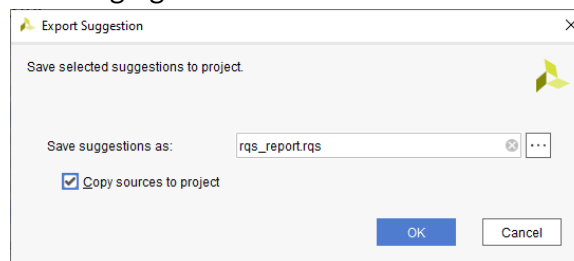 Export Suggestion
Save selected suggestions to project.
Save suggestions as: rqs_report.rqs ...
Copy sources to project
OK Cancel